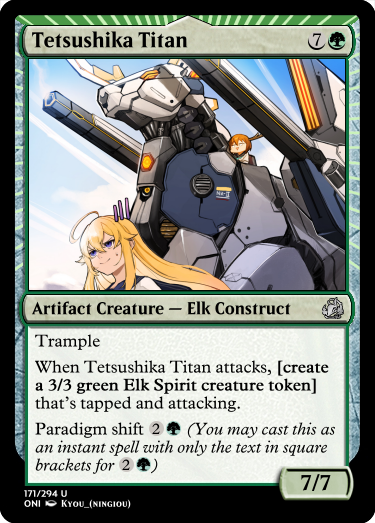 Tetsushika Titan 7
Artifact Creature — Elk Construct
Trample
When Tetsushika Titan attacks, [create
a 3/3 green Elk Spirit creature token]
that's tapped and attacking.
Paradigm shift 2 (You may cast this as
an instant spell with only the text in square
brackets for 2 )
7/7
171/294 U
ONI Kyou_(ningiou)